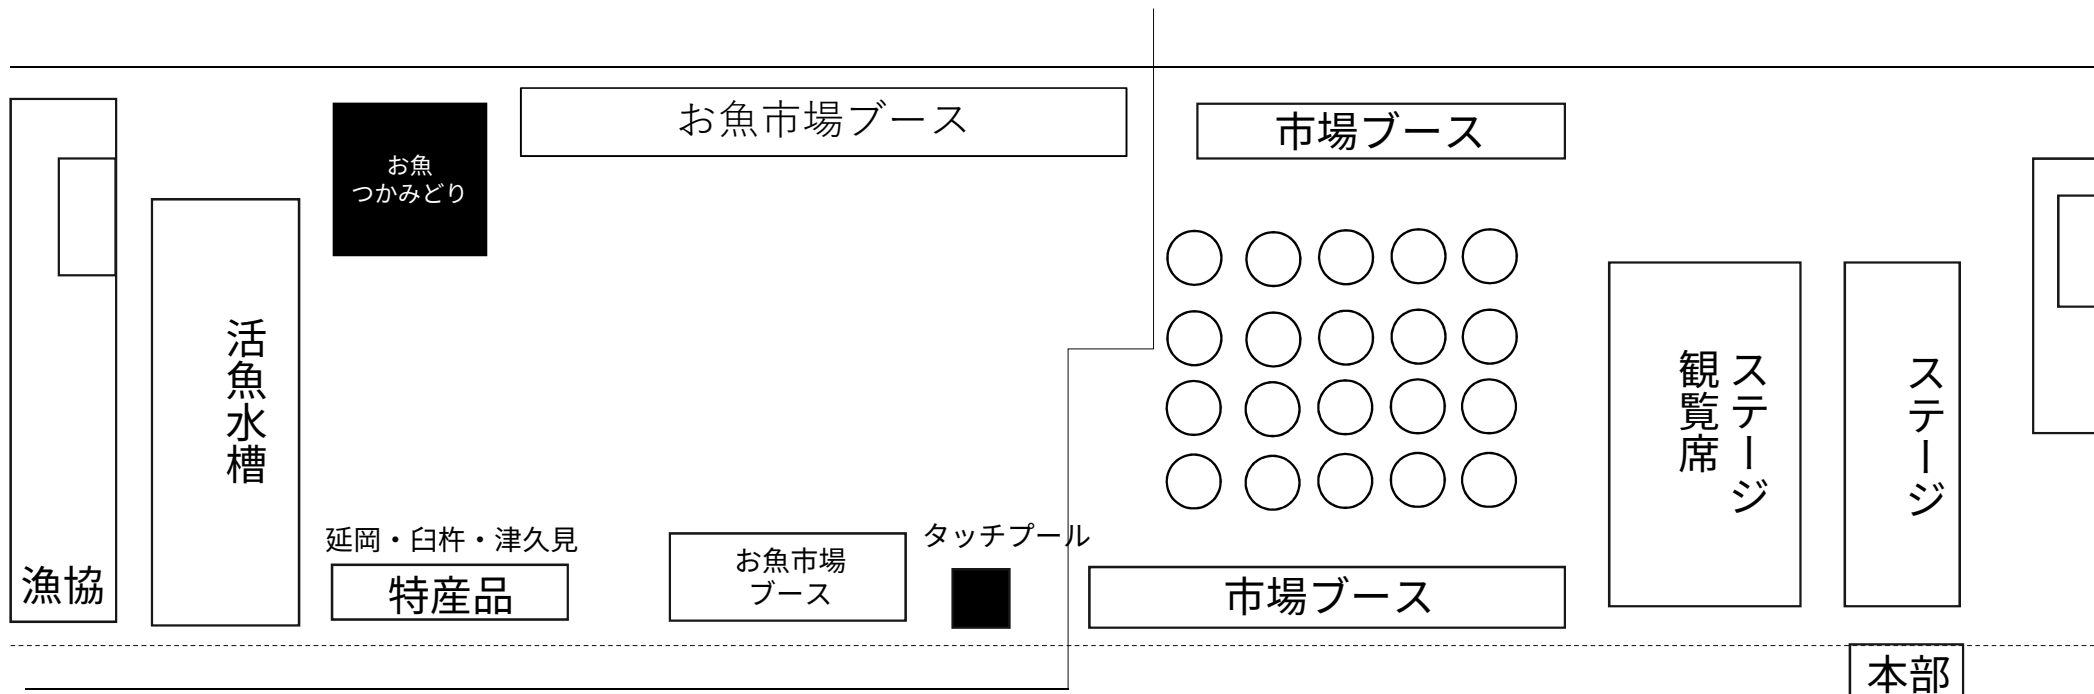 お魚市場ブース
市場ブース
お魚
つかみどり
活魚水槽
ステージ
観覧席
ステージ
延岡・臼杵・津久見
特産品
お魚市場
ブース
タッチプール
市場ブース
漁協
本部